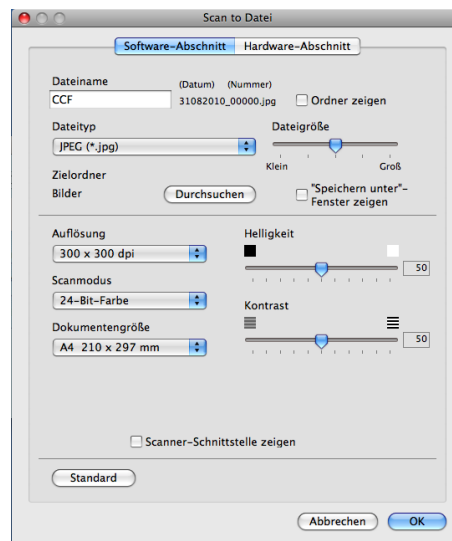 Scan to Datei
Software-Abschnitt Hardware-Abschnitt
Dateiname (Datum) (Nummer)
CCF 31082010_00000.jpg Ordner zeigen
Dateityp Dateigröße
JPEG (*.jpg)
Klein Groß
Zielordner
Bilder Durchsuchen "Speichern unter"-
Fenster zeigen
Auflösung Helligkeit
300 x 300 dpi
50
Scanmodus
24-Bit-Farbe
Kontrast
Dokumentengröße
A4 210 x 297 mm 50
Scanner-Schnittstelle zeigen
Standard
Abbrechen OK